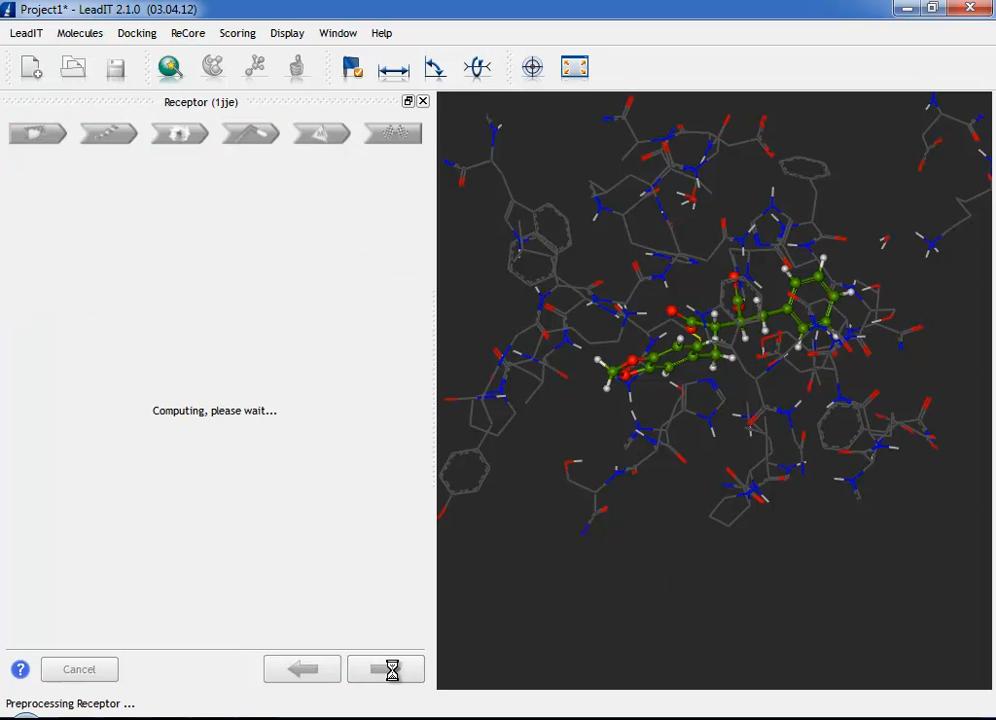 Project1* - LeadIT 2.1.0 (03.04.12)
LeadIT Molecules Docking ReCore Scoring Display Window Help
Receptor (1jje)
Computing, please wait...
? Cancel
Preprocessing Receptor ...